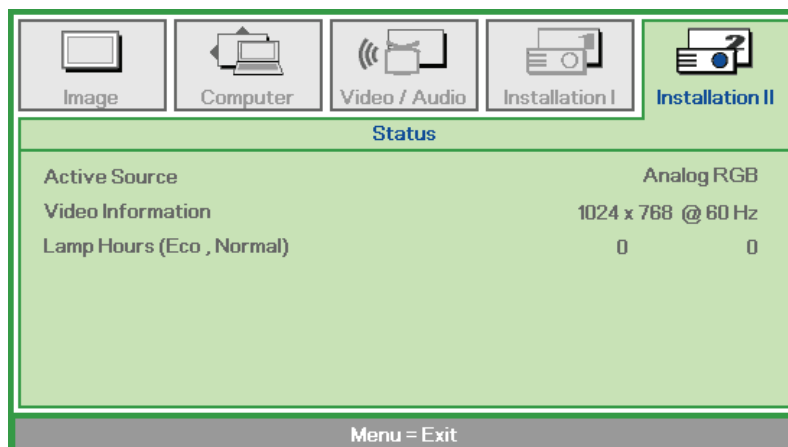 Image Computer Video / Audio Installation I Installation II
Status
Active Source Analog RGB
Video Information 1024 x 768 @ 60 Hz
Lamp Hours (Eco , Normal) 0 0
Menu = Exit